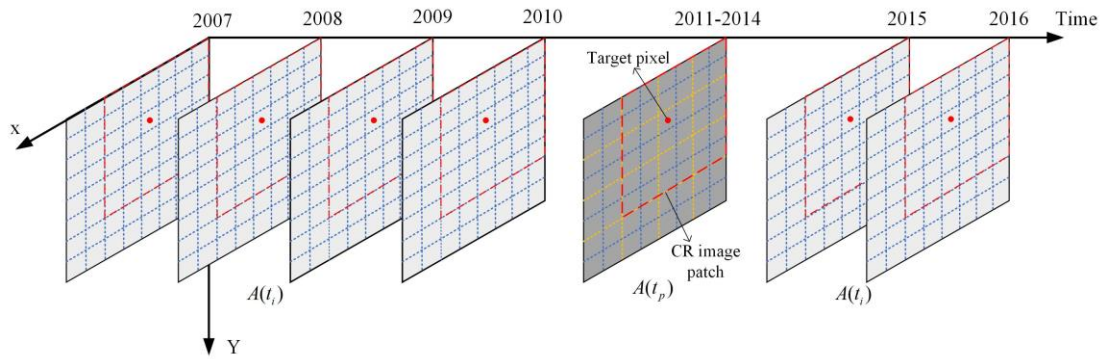 2007
2008
2009
2010
2011-2014
2015
2016
Time
Target pixel
x
CR image
patch
A(t_i)
A(t_p)
A(t_i)
Y